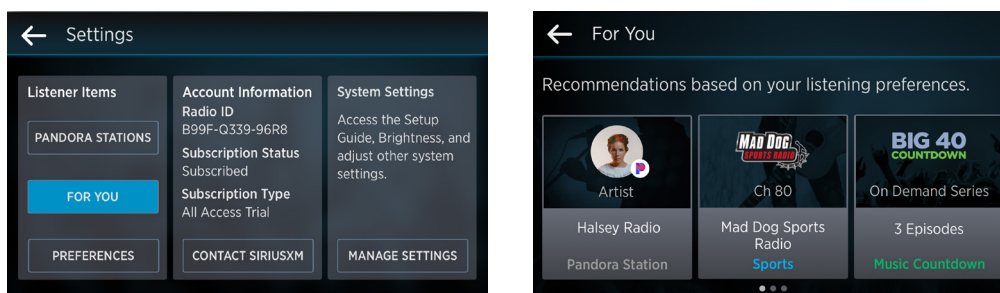 Settings
Listener Items
PANDORA STATIONS
FOR YOU
PREFERENCES
Account Information
Radio ID
B99F-Q339-96R8
Subscription Status
Subscribed
Subscription Type
All Access Trial
CONTACT SIRIUSXM
System Settings
Access the Setup
Guide, Brightness, and
adjust other system
settings.
MANAGE SETTINGS
For You
Recommendations based on your listening preferences.
Artist
Halsey Radio
Pandora Station
MAD DOG
SPORTS RADIO
Ch 80
Mad Dog Sports
Radio
Sports
BIG 40
COUNTDOWN
On Demand Series
3 Episodes
Music Countdown